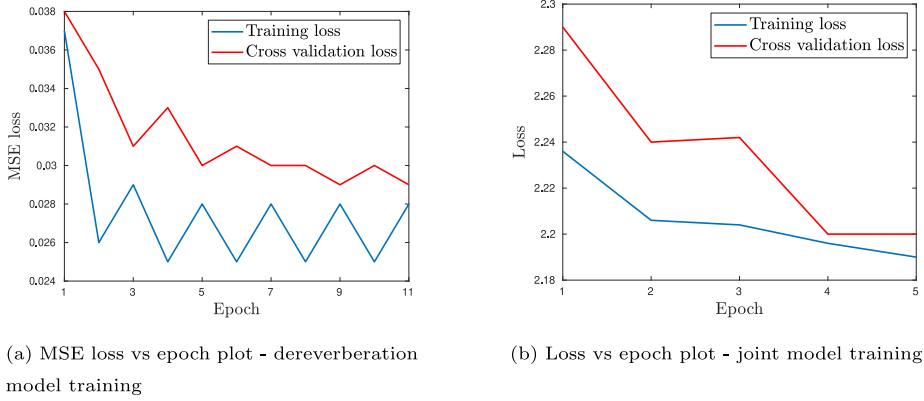 0.038
0.036
0.034
0.032
0.03
0.028
0.026
0.024
MSE loss
Training loss
Cross validation loss
1 3 5 7 9 11
Epoch
(a) MSE loss vs epoch plot - dereverberation
model training
2.3
2.28
2.26
2.24
2.22
2.2
2.18
Loss
Training loss
Cross validation loss
1 2 3 4 5
Epoch
(b) Loss vs epoch plot - joint model training